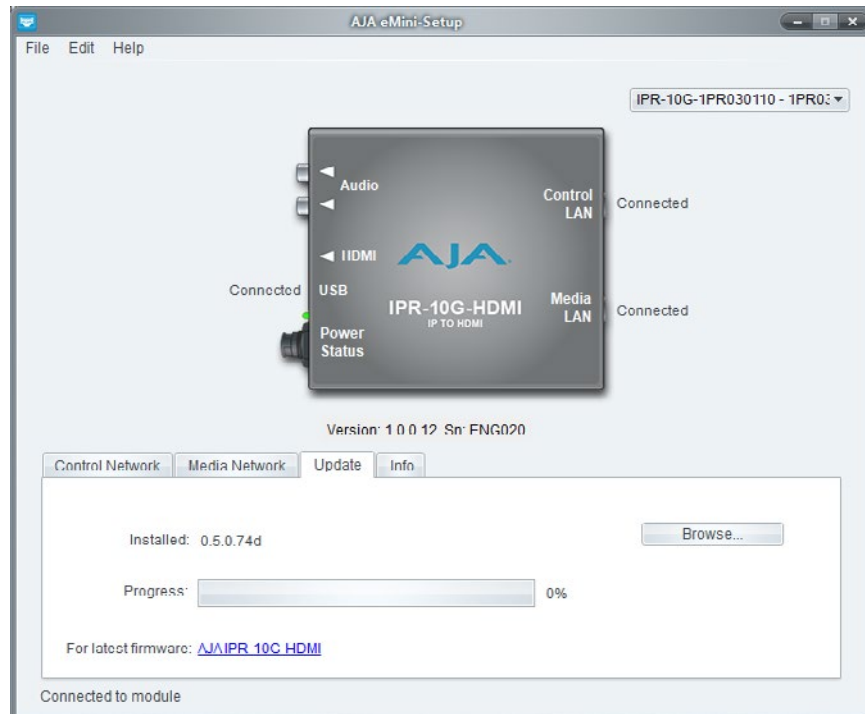 AJA eMini-Setup
File Edit Help
IPR-10G-1PR030110 - 1PR03
Audio
Control LAN
Connected
HDMI
AJA
Connected
USB
IPR-10G-HDMI
IP TO HDMI
Media LAN
Connected
Power Status
Version: 1.0.0.12 Sn: ENG020
Control Network Media Network Update Info
Installed: 0.5.0.74d
Browse...
Progress: 0%
For latest firmware: AJA IPR-10G-HDMI
Connected to module